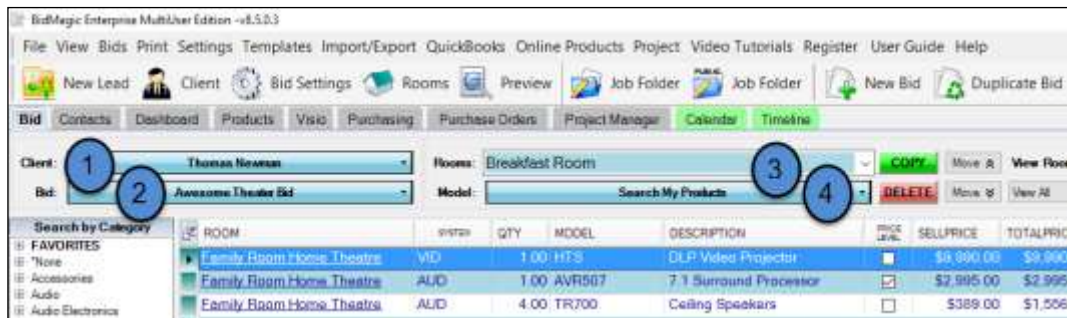 BidMagic Enterprise MultiUser Edition -v8.5.0.3
File View Bids Print Settings Templates Import/Export QuickBooks Online Products Project Video Tutorials Register User Guide Help
New Lead Client Bid Settings Rooms Preview Job Folder PUBLIC Job Folder New Bid Duplicate Bid
Bid Contacts Dashboard Products Visio Purchasing Purchase Orders Project Manager Calendar Timeline
Client: 1 Thomas Newman Rooms: Breakfast Room 3 COPY Move View Roo
Bid: 2 Awesome Theater Bid Model: Search My Products 4 DELETE Move View All
Search by Category ROOM SYSTEM QTY MODEL DESCRIPTION PRICE LEVEL SELLPRICE TOTALPRIC
FAVORITES Family Room Home Theatre VID 1.00 HTS DLP Video Projector $9,990.00 $9,990
*None
Accessories Family Room Home Theatre AUD 1.00 AVR507 7.1 Surround Processor $2,995.00 $2,995
Audio
Audio Electronics Family Room Home Theatre AUD 4.00 TR700 Ceiling Speakers $389.00 $1,556